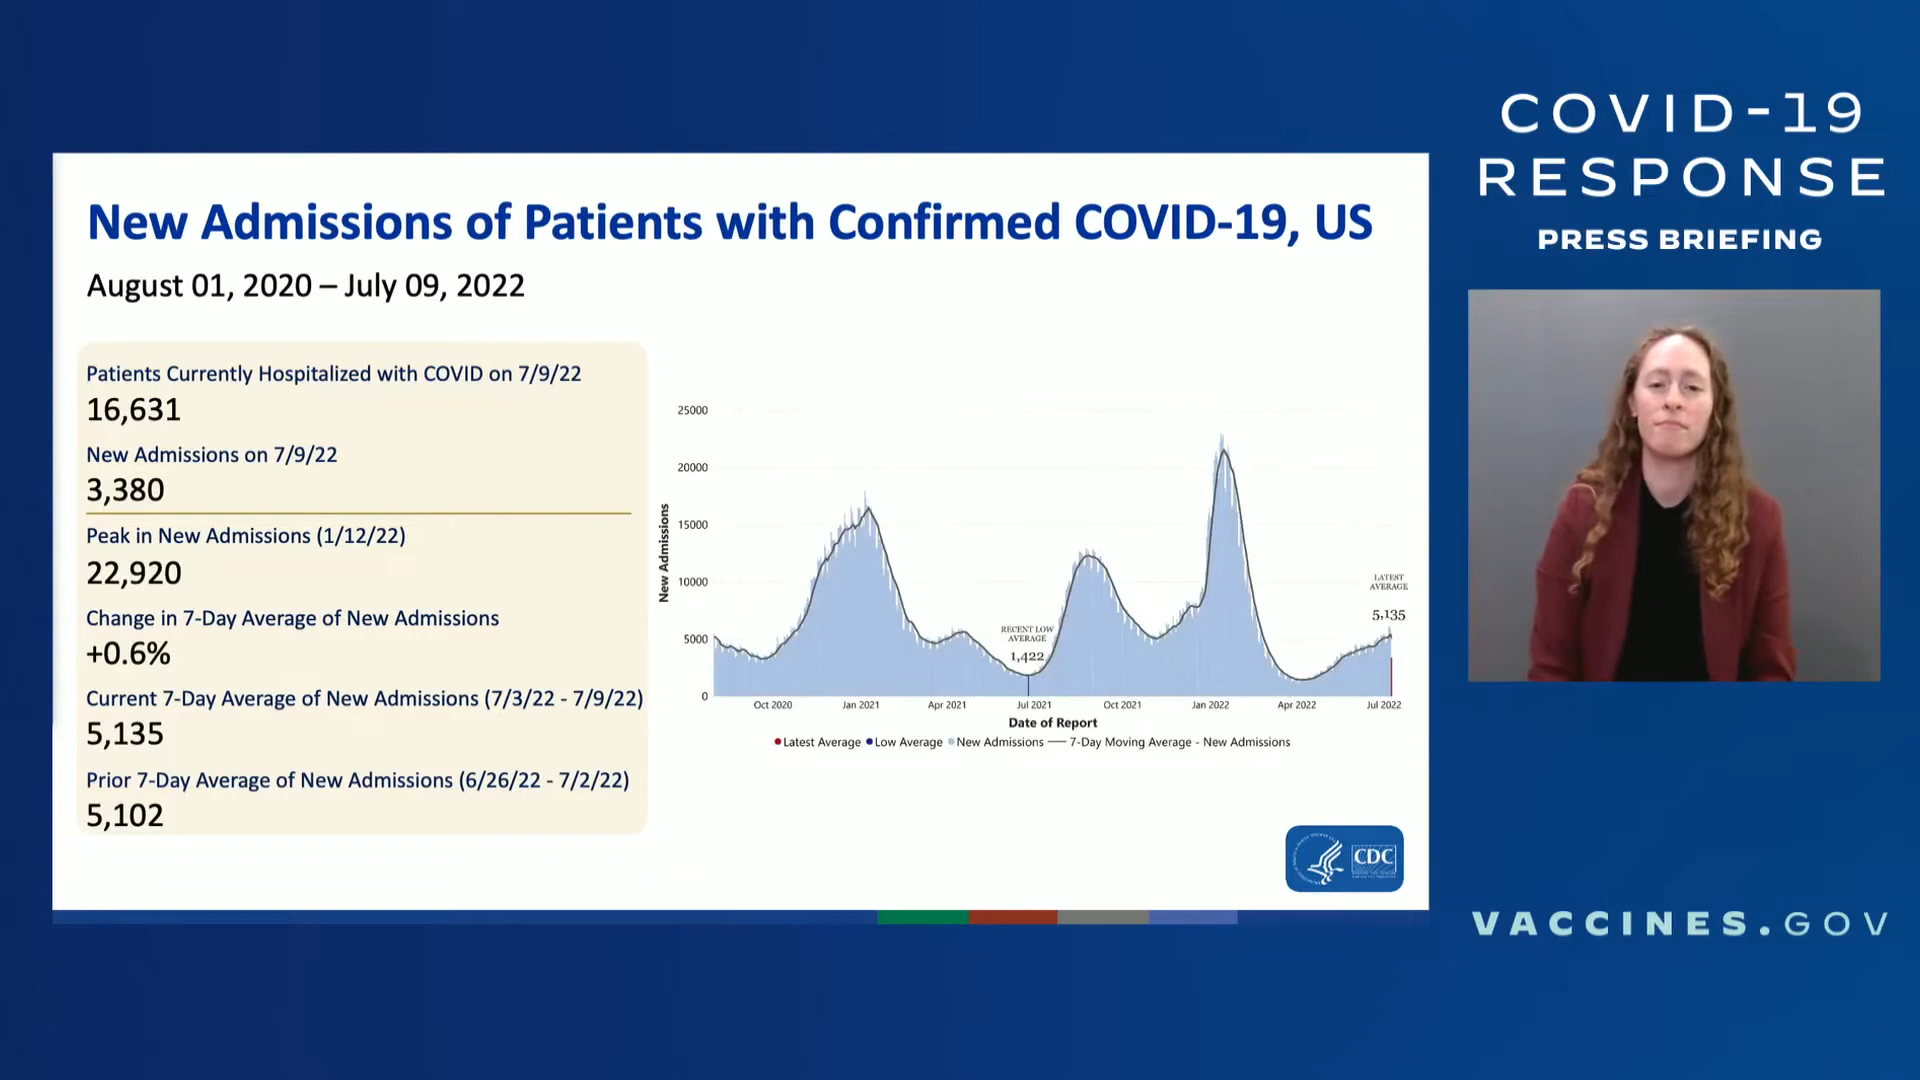 COVID-19
RESPONSE
PRESS BRIEFING
New Admissions of Patients with Confirmed COVID-19, US
August 01, 2020 – July 09, 2022
Patients Currently Hospitalized with COVID on 7/9/22
16,631
New Admissions on 7/9/22
3,380
Peak in New Admissions (1/12/22)
22,920
Change in 7-Day Average of New Admissions
+0.6%
Current 7-Day Average of New Admissions (7/3/22 - 7/9/22)
5,135
Prior 7-Day Average of New Admissions (6/26/22 - 7/2/22)
5,102
New Admissions
25000
20000
15000
10000
5000
0
RECENT LOW
AVERAGE
1,422
LATEST
AVERAGE
5,135
Oct 2020 Jan 2021 Apr 2021 Jul 2021 Oct 2021 Jan 2022 Apr 2022 Jul 2022
Date of Report
Latest Average Low Average New Admissions 7-Day Moving Average - New Admissions
CDC
VACCINES.GOV